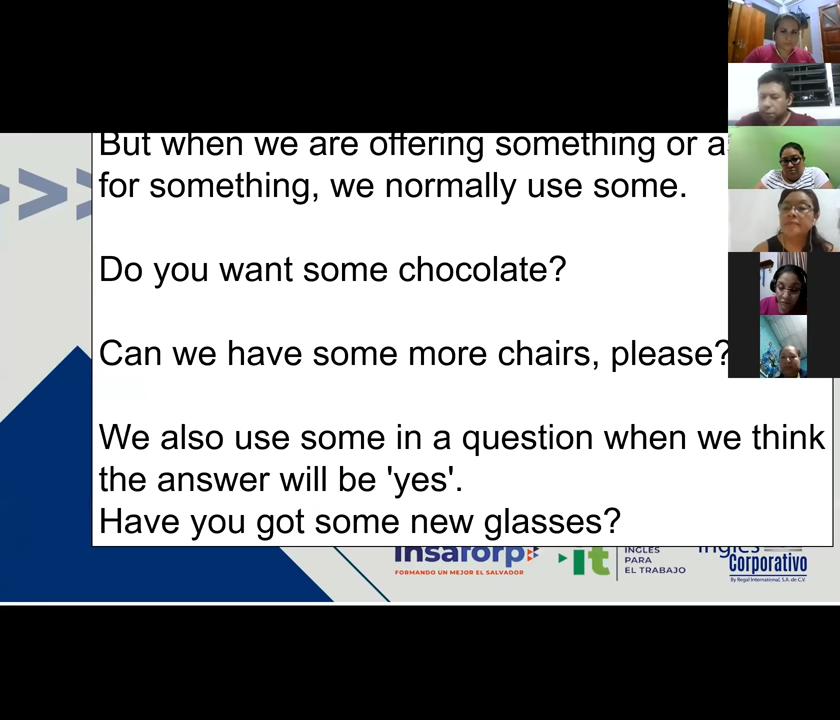 But when we are offering something or a
for something, we normally use some.
Do you want some chocolate?
Can we have some more chairs, please?
We also use some in a question when we think
the answer will be 'yes'.
Have you got some new glasses?
Insaforp
FORMANDO UN MEJOR EL SALVADOR
it
INGLÉS
PARA
EL TRABAJO
Inglés
Corporativo
By Regal International, S.A. de C.V.